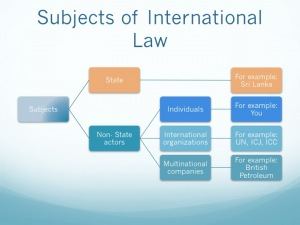 Subjects of International
Law
State
For example:
Sri Lanka
Subjects
Individuals
For example:
You
Non- State
actors
International
organizations
For example:
UN, ICJ, ICC
Multinational
companies
For example:
British
Petroleum